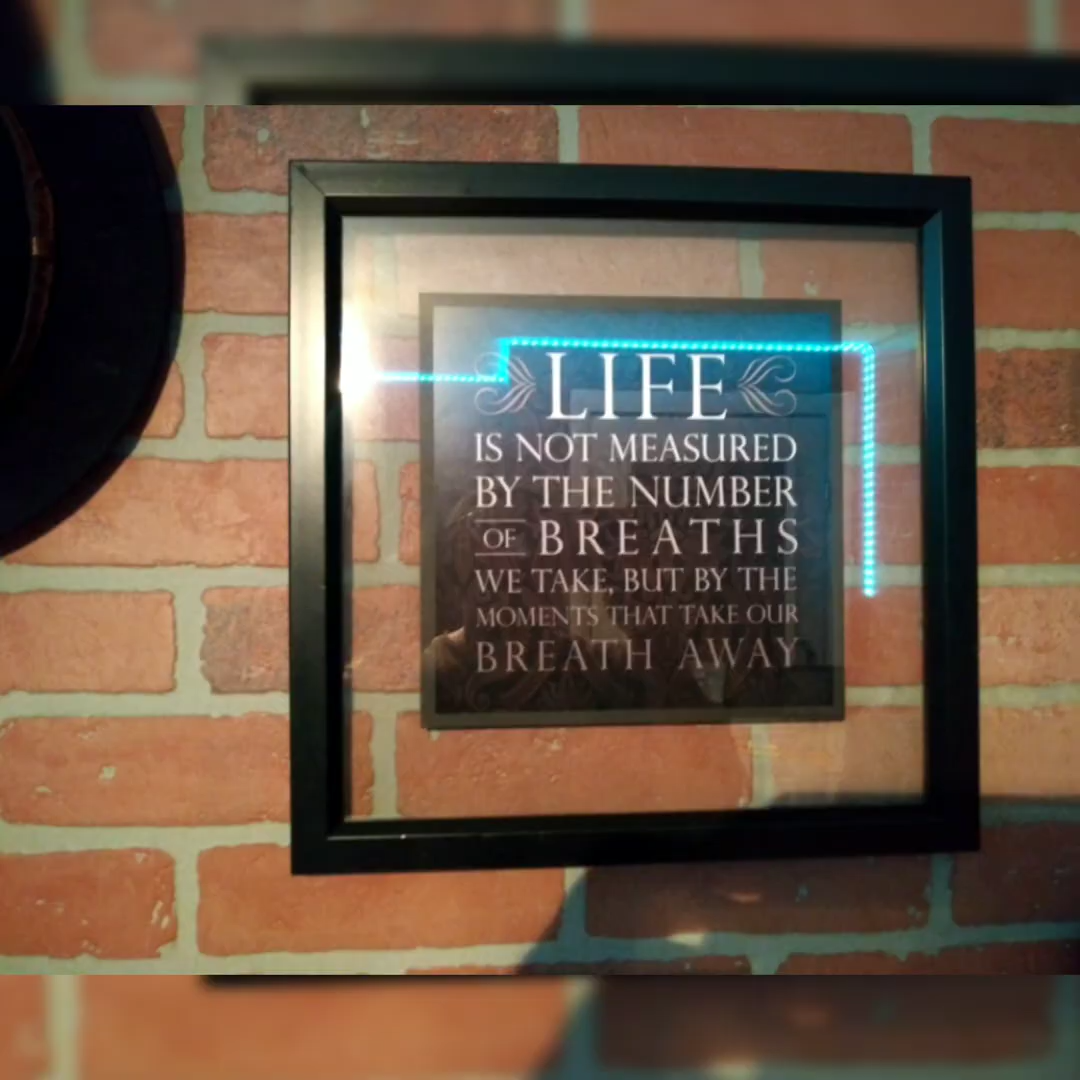 LIFE
IS NOT MEASURED
BY THE NUMBER
OF BREATHS
WE TAKE, BUT BY THE
MOMENTS THAT TAKE OUR
BREATH AWAY